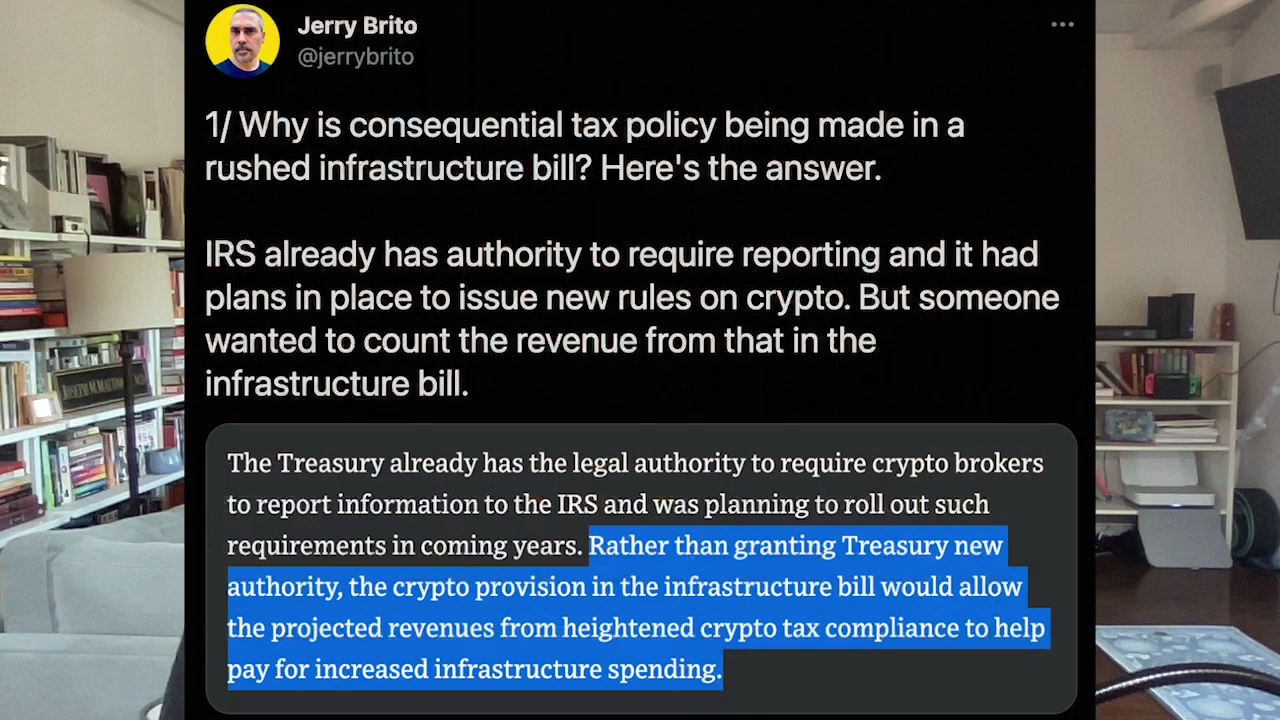 Jerry Brito
@jerrybrito
1/ Why is consequential tax policy being made in a
rushed infrastructure bill? Here's the answer.
IRS already has authority to require reporting and it had
plans in place to issue new rules on crypto. But someone
wanted to count the revenue from that in the
infrastructure bill.
The Treasury already has the legal authority to require crypto brokers
to report information to the IRS and was planning to roll out such
requirements in coming years. Rather than granting Treasury new
authority, the crypto provision in the infrastructure bill would allow
the projected revenues from heightened crypto tax compliance to help
pay for increased infrastructure spending.